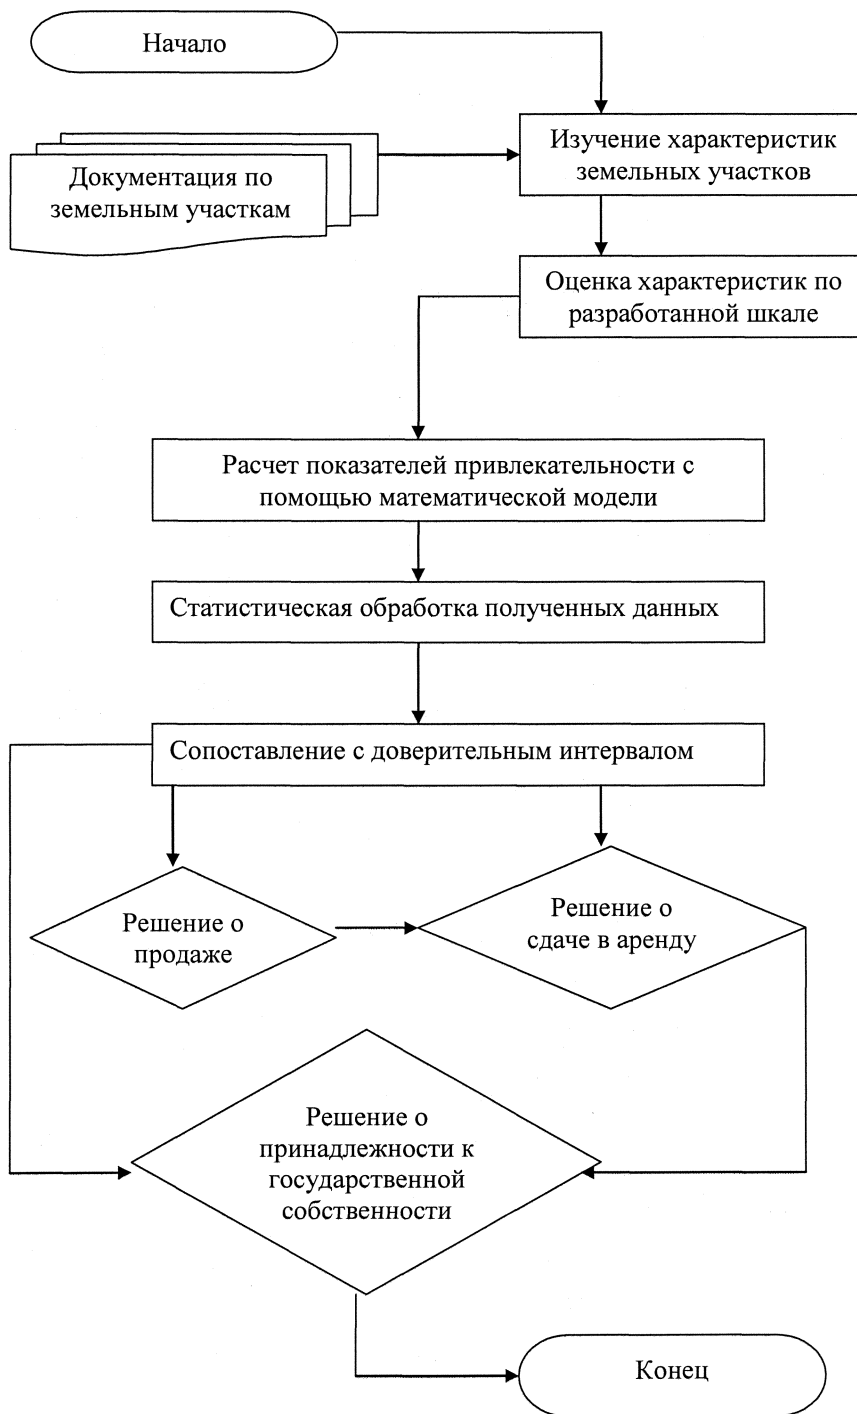 Начало
Изучение характеристик
земельных участков
Документация по
земельным участкам
Оценка характеристик по
разработанной шкале
Расчет показателей привлекательности с
помощью математической модели
Статистическая обработка полученных данных
Сопоставление с доверительным интервалом
Решение о
продаже
Решение о
сдаче в аренду
Решение о
принадлежности к
государственной
собственности
Конец